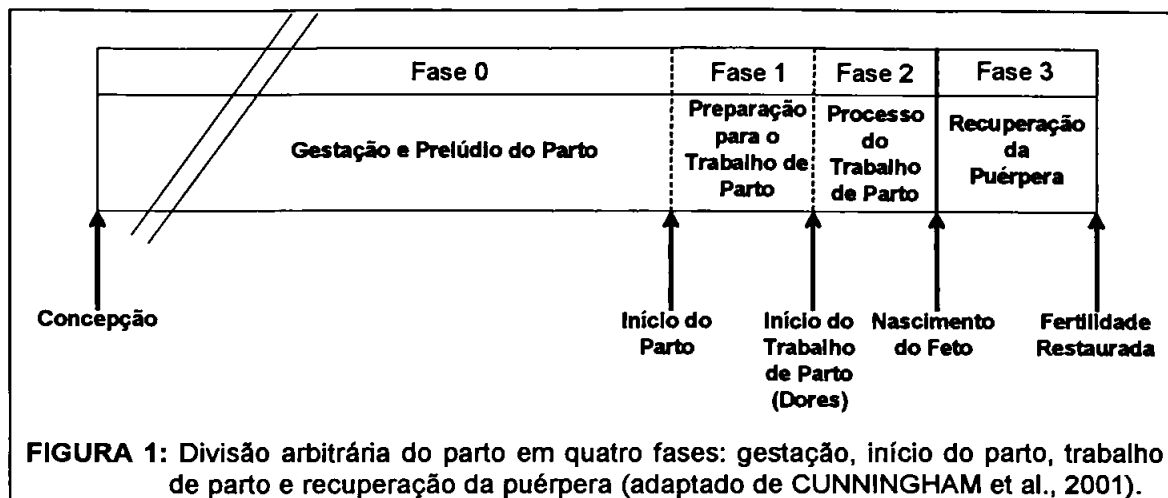 Fase 0 Fase 1 Fase 2 Fase 3
Gestação e Prelúdio do Parto
Preparação
para o
Trabalho de
Parto
Processo
do
Trabalho
de Parto
Recuperação
da
Puérpera
Concepção
Início do
Parto
Início do
Trabalho
de Parto
(Dores)
Nascimento
do Feto
Fertilidade
Restaurada
FIGURA 1: Divisão arbitrária do parto em quatro fases: gestação, início do parto, trabalho
de parto e recuperação da puérpera (adaptado de CUNNINGHAM et al., 2001).